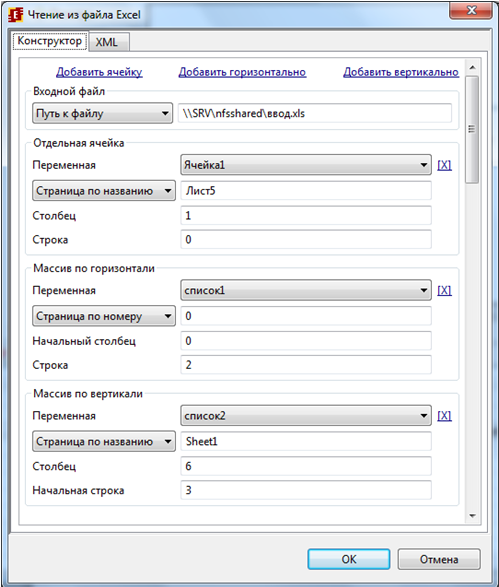 Чтение из файла Excel
Конструктор XML
Добавить ячейку Добавить горизонтально Добавить вертикально
Входной файл
Путь к файлу \\SRV\nfsshared\ввод.xls
Отдельная ячейка
Переменная Ячейка1 [X]
Страница по названию Лист5
Столбец 1
Строка 0
Массив по горизонтали
Переменная список1 [X]
Страница по номеру 0
Начальный столбец 0
Строка 2
Массив по вертикали
Переменная список2 [X]
Страница по названию Sheet1
Столбец 6
Начальная строка 3
OK Отмена